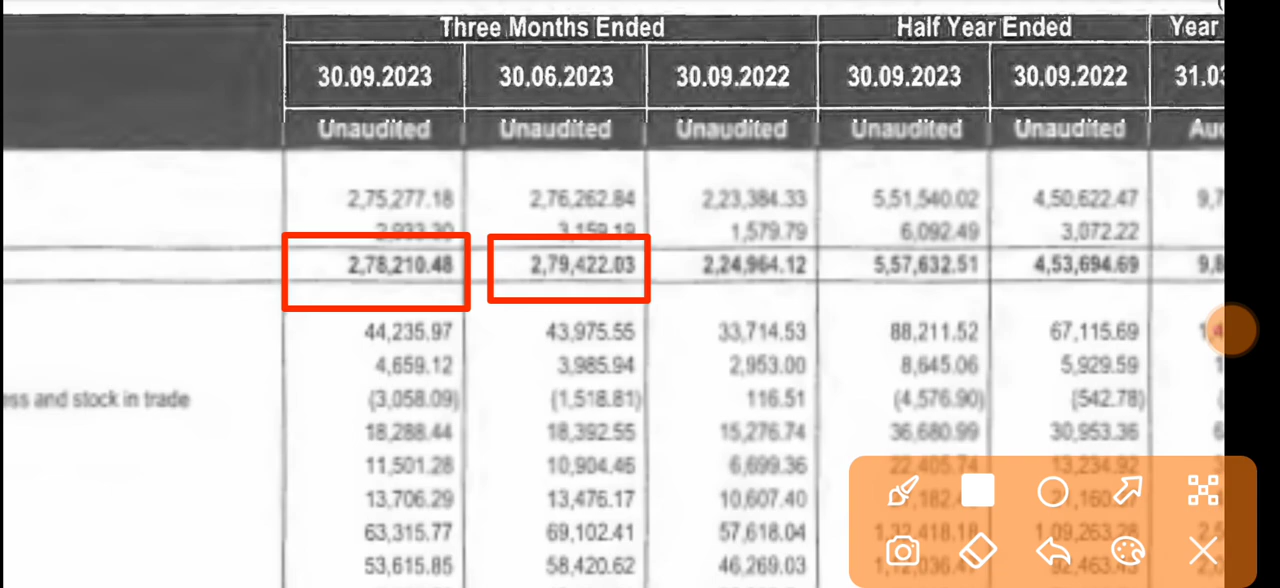 Three Months Ended Half Year Ended Year
30.09.2023 30.06.2023 30.09.2022 30.09.2023 30.09.2022 31.03
Unaudited Unaudited Unaudited Unaudited Unaudited Au
2,75,277.18 2,76,262.84 2,23,384.33 5,51,540.02 4,50,622.47 9,7
2,933.30 3,159.19 1,579.79 6,092.49 3,072.22
2,78,210.48 2,79,422.03 2,24,964.12 5,57,632.51 4,53,694.69 9,8
44,235.97 43,975.55 33,714.53 88,211.52 67,115.69
4,659.12 3,985.94 2,953.00 8,645.06 5,929.59
ess and stock in trade (3,058.09) (1,518.81) 116.51 (4,576.90) (542.78)
18,288.44 18,392.55 15,276.74 36,680.99 30,953.36
11,501.28 10,904.46 6,699.36 22,405.74 13,234.92
13,706.29 13,476.17 10,607.40
63,315.77 69,102.41 57,618.04 1,32,418.18 1,09,263.28
53,615.85 58,420.62 46,269.03